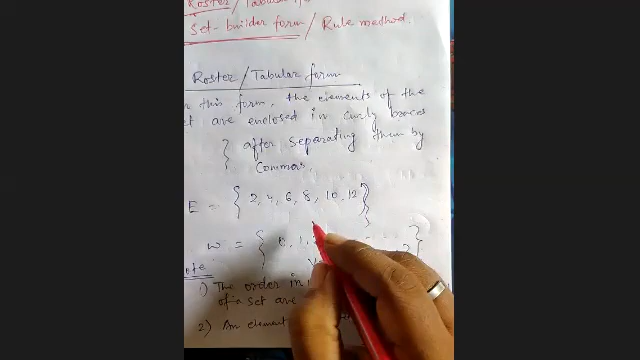 Roster / Tabular
Set-builder form / Rule method.
Roster / Tabular form
this form, the elements of the
are enclosed in curly braces
} after separating them by
Commas.
E = { 2, 4, 6, 8, 10, 12 }
W = { 0, 1,
1) The order in
of a set are
2) An element